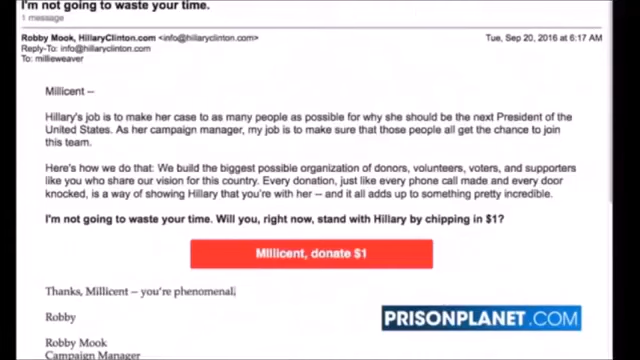 I'm not going to waste your time.
1 message
Robby Mook, HillaryClinton.com <info@hillaryclinton.com>
Tue, Sep 20, 2016 at 6:17 AM
Reply-To: info@hillaryclinton.com
To: millieweaver
Millicent --
Hillary's job is to make her case to as many people as possible for why she should be the next President of the
United States. As her campaign manager, my job is to make sure that those people all get the chance to join
this team.
Here's how we do that: We build the biggest possible organization of donors, volunteers, voters, and supporters
like you who share our vision for this country. Every donation, just like every phone call made and every door
knocked, is a way of showing Hillary that you're with her -- and it all adds up to something pretty incredible.
I'm not going to waste your time. Will you, right now, stand with Hillary by chipping in $1?
Millicent, donate $1
Thanks, Millicent -- you're phenomenal,
Robby
PRISONPLANET.COM
Robby Mook
Campaign Manager